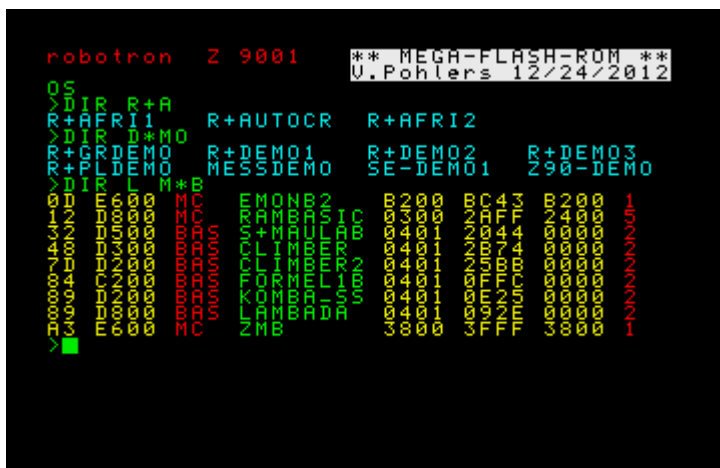 robotron  Z 9001  ** MEGA-FLASH-ROM **
V.Pohlers 12/24/2012
OS
>DIR R+A
R+AFRI1  R+AUTOCR  R+AFRI2
>DIR D*MO
R+GRDEMO  R+DEMO1  R+DEMO2  R+DEMO3
R+PLDEMO  MESSDEMO  SE-DEMO1  Z90-DEMO
>DIR L M*B
0D E600 MC  EMONB2  B200 BC43 B200 1
12 D800 MC  RAMBASIC 0300 2AFF 2400 5
32 D500 BAS S+MAULAB 0401 2044 0000 2
48 D300 BAS CLIMBER  0401 2B74 0000 2
7D D200 BAS CLIMBER2 0401 25BB 0000 2
84 C200 BAS FORMEL1B 0401 0FFC 0000 2
89 D200 BAS KOMBA_SS 0401 0E25 0000 2
89 D800 BAS LAMBADA  0401 092E 0000 2
A3 E600 MC  ZMB      3800 3FFF 3800 1
>